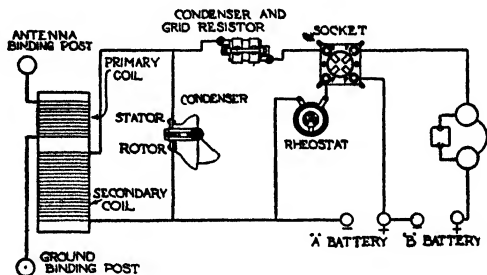 CONDENSER AND
GRID RESISTOR
SOCKET
ANTENNA
BINDING POST
PRIMARY
COIL
CONDENSER
STATOR
ROTOR
RHEOSTAT
SECONDARY
COIL
GROUND
BINDING POST
- + - +
"A" BATTERY "B" BATTERY